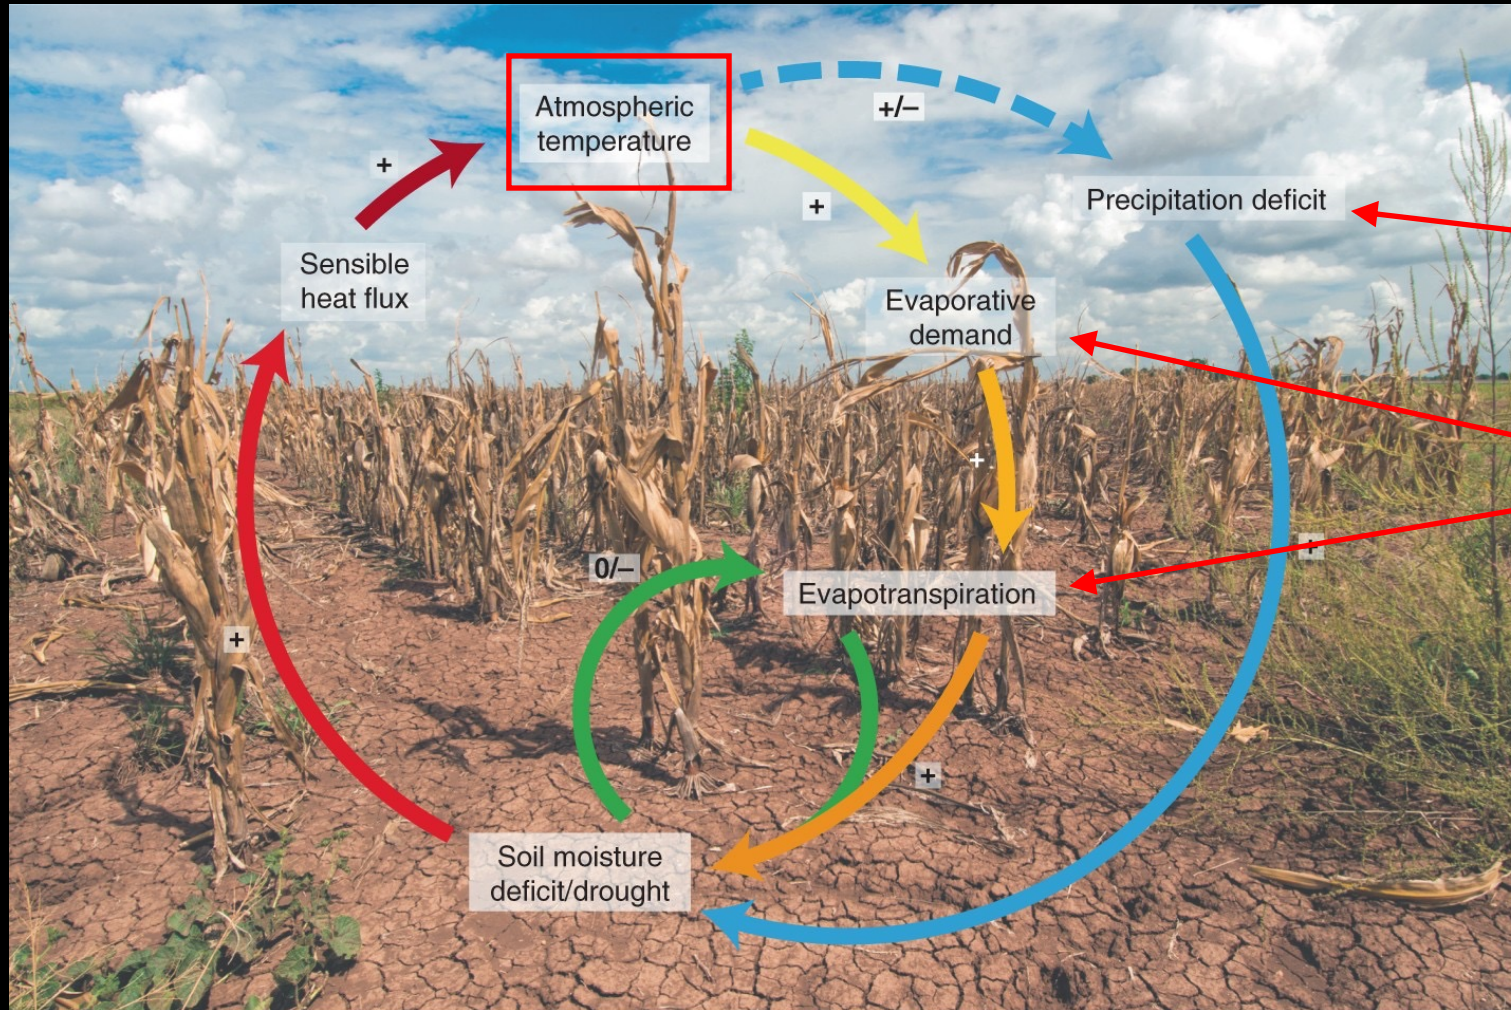 Atmospheric
temperature
+/–
+
+
Precipitation deficit
Sensible
heat flux
Evaporative
demand
+
+
0/–
Evapotranspiration
+
+
Soil moisture
deficit/drought